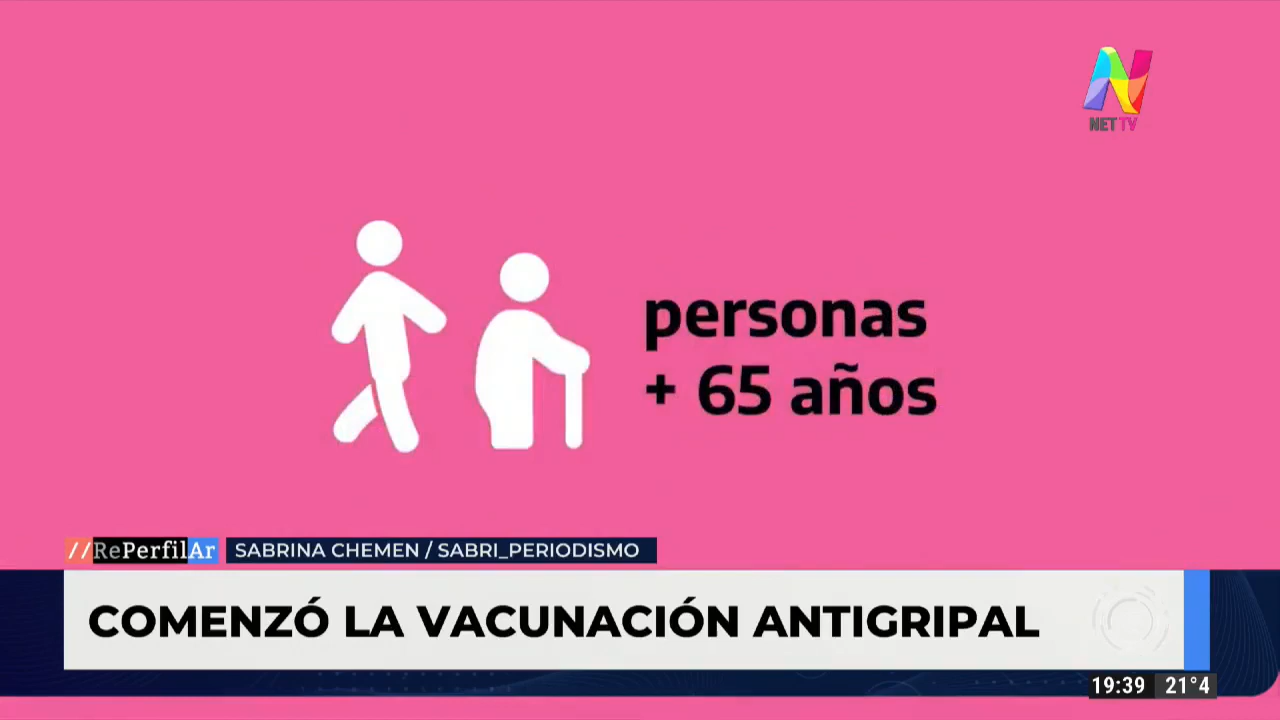 NET TV
personas
+ 65 años
//RePerfilAr
SABRINA CHEMEN / SABRI_PERIODISMO
COMENZÓ LA VACUNACIÓN ANTIGRIPAL
19:39 21°4